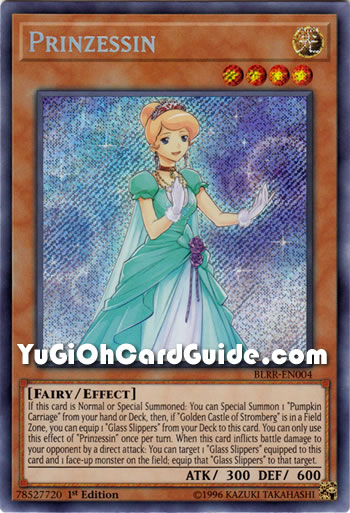 PRINZESSIN
YuGiOhCardGuide.com
BLRR-EN004
[FAIRY/EFFECT]
If this card is Normal or Special Summoned: You can Special Summon 1 "Pumpkin
Carriage" from your hand or Deck, then, if "Golden Castle of Stromberg" is in a Field
Zone, you can equip 1 "Glass Slippers" from your Deck to this card. You can only use
this effect of "Prinzessin" once per turn. When this card inflicts battle damage to
your opponent by a direct attack: You can target 1 "Glass Slippers" equipped to this
card and 1 face-up monster on the field; equip that "Glass Slippers" to that target.
ATK/ 300 DEF/ 600
78527720 1st Edition ©1996 KAZUKI TAKAHASHI